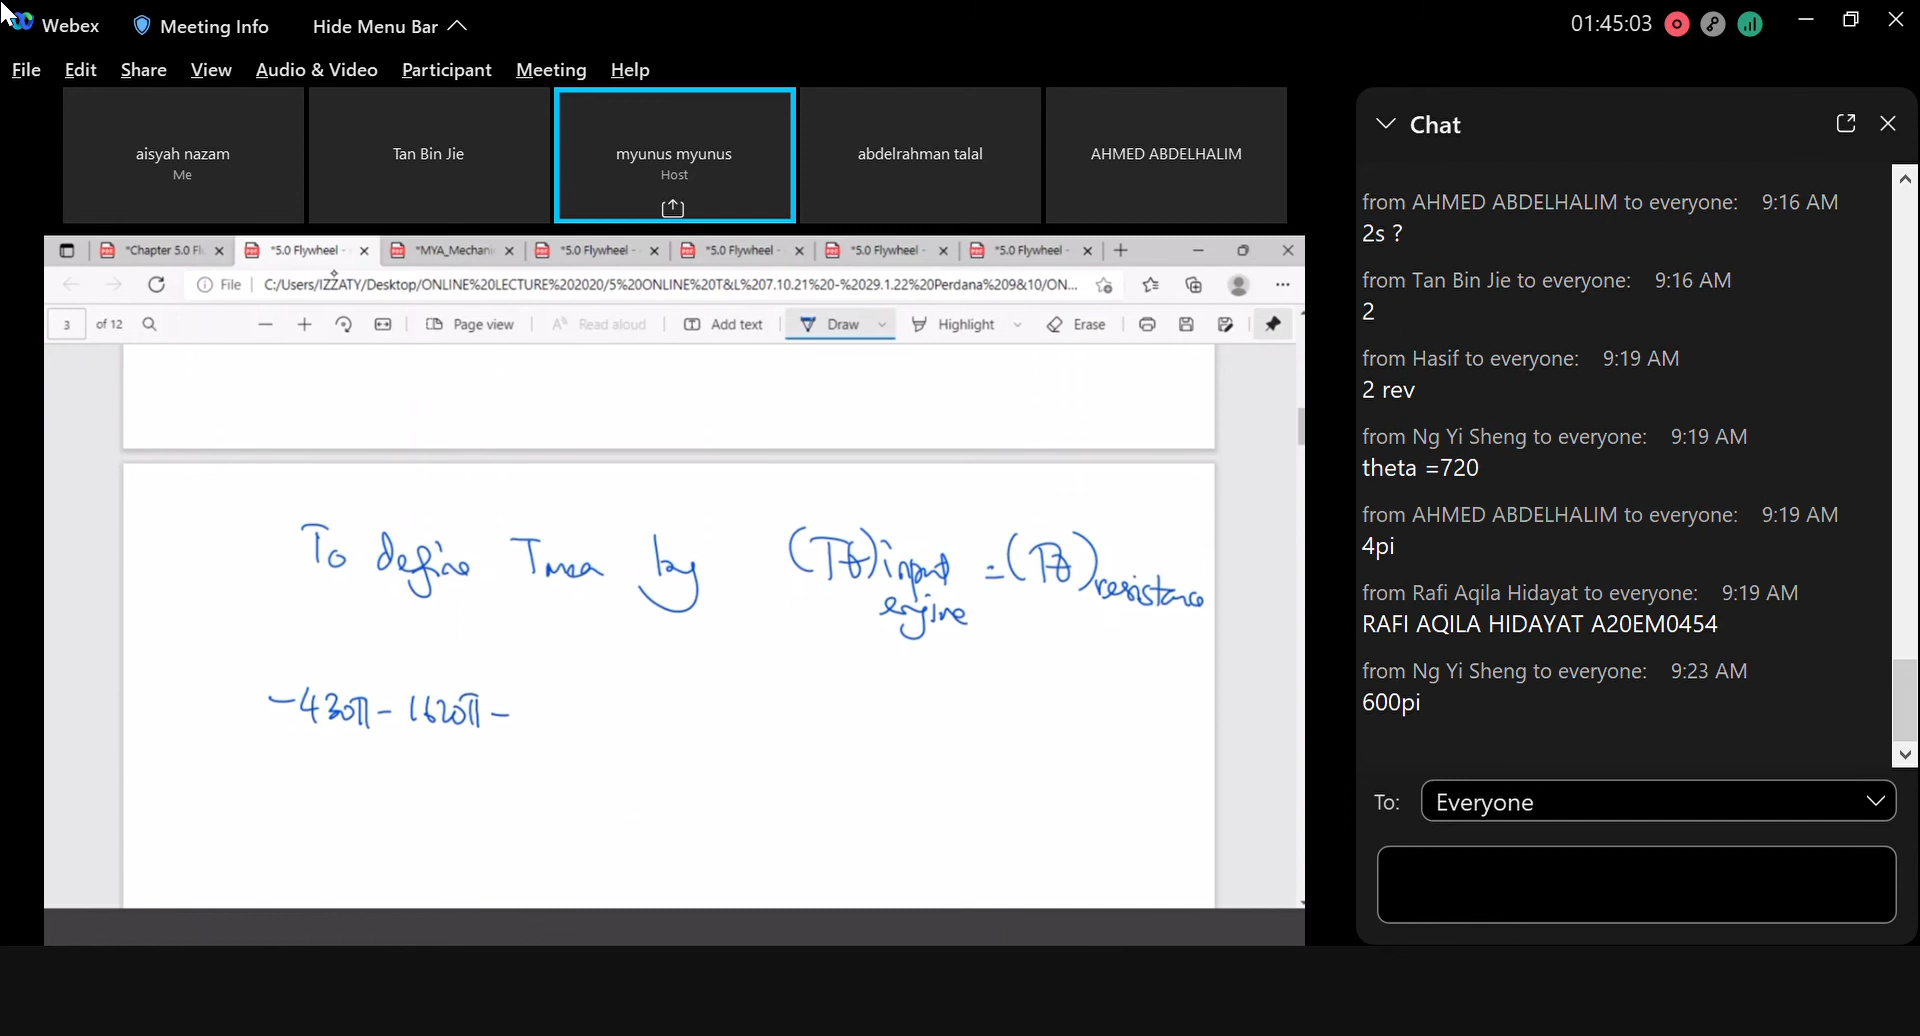 Webex Meeting Info Hide Menu Bar 01:45:03
File Edit Share View Audio & Video Participant Meeting Help
aisyah nazam
Me
Tan Bin Jie
myunus myunus
Host
abdelrahman talal
AHMED ABDELHALIM
*Chapter 5.0 Fl *5.0 Flywheel - *MYA_Mechani *5.0 Flywheel - *5.0 Flywheel - *5.0 Flywheel - *5.0 Flywheel -
File C:/Users/IZZATY/Desktop/ONLINE%20LECTURE%202020/5%20ONLINE%20T&L%207.10.21%20-%2029.1.22%20Perdana%209&10/ON...
3 of 12 Page view Read aloud Add text Draw Highlight Erase
To define Tmea by (Tθ)input = (Tθ)resistance
engine
-430π - 1620π -
Chat
from AHMED ABDELHALIM to everyone: 9:16 AM
2s ?
from Tan Bin Jie to everyone: 9:16 AM
2
from Hasif to everyone: 9:19 AM
2 rev
from Ng Yi Sheng to everyone: 9:19 AM
theta =720
from AHMED ABDELHALIM to everyone: 9:19 AM
4pi
from Rafi Aqila Hidayat to everyone: 9:19 AM
RAFI AQILA HIDAYAT A20EM0454
from Ng Yi Sheng to everyone: 9:23 AM
600pi
To: Everyone